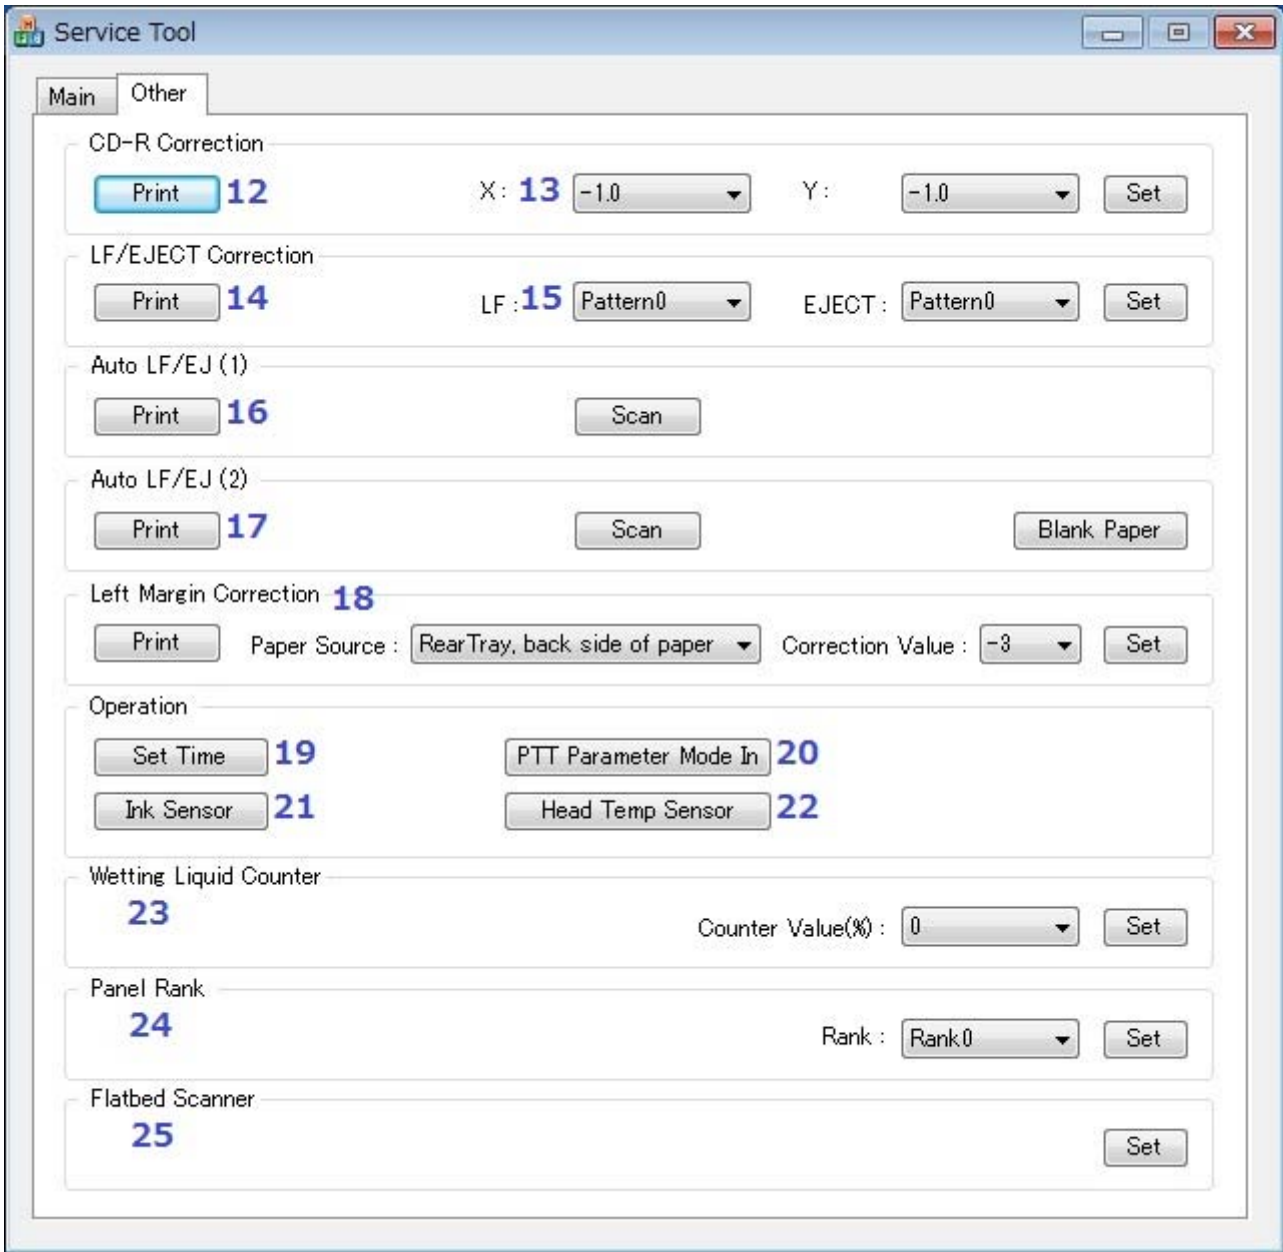 Service Tool
Main Other
CD-R Correction
Print 12 X : 13 -1.0 Y : -1.0 Set
LF/EJECT Correction
Print 14 LF : 15 Pattern0 EJECT : Pattern0 Set
Auto LF/EJ (1)
Print 16 Scan
Auto LF/EJ (2)
Print 17 Scan Blank Paper
Left Margin Correction 18
Print Paper Source : RearTray, back side of paper Correction Value : -3 Set
Operation
Set Time 19 PTT Parameter Mode In 20
Ink Sensor 21 Head Temp Sensor 22
Wetting Liquid Counter
23 Counter Value(%) : 0 Set
Panel Rank
24 Rank : Rank0 Set
Flatbed Scanner
25 Set